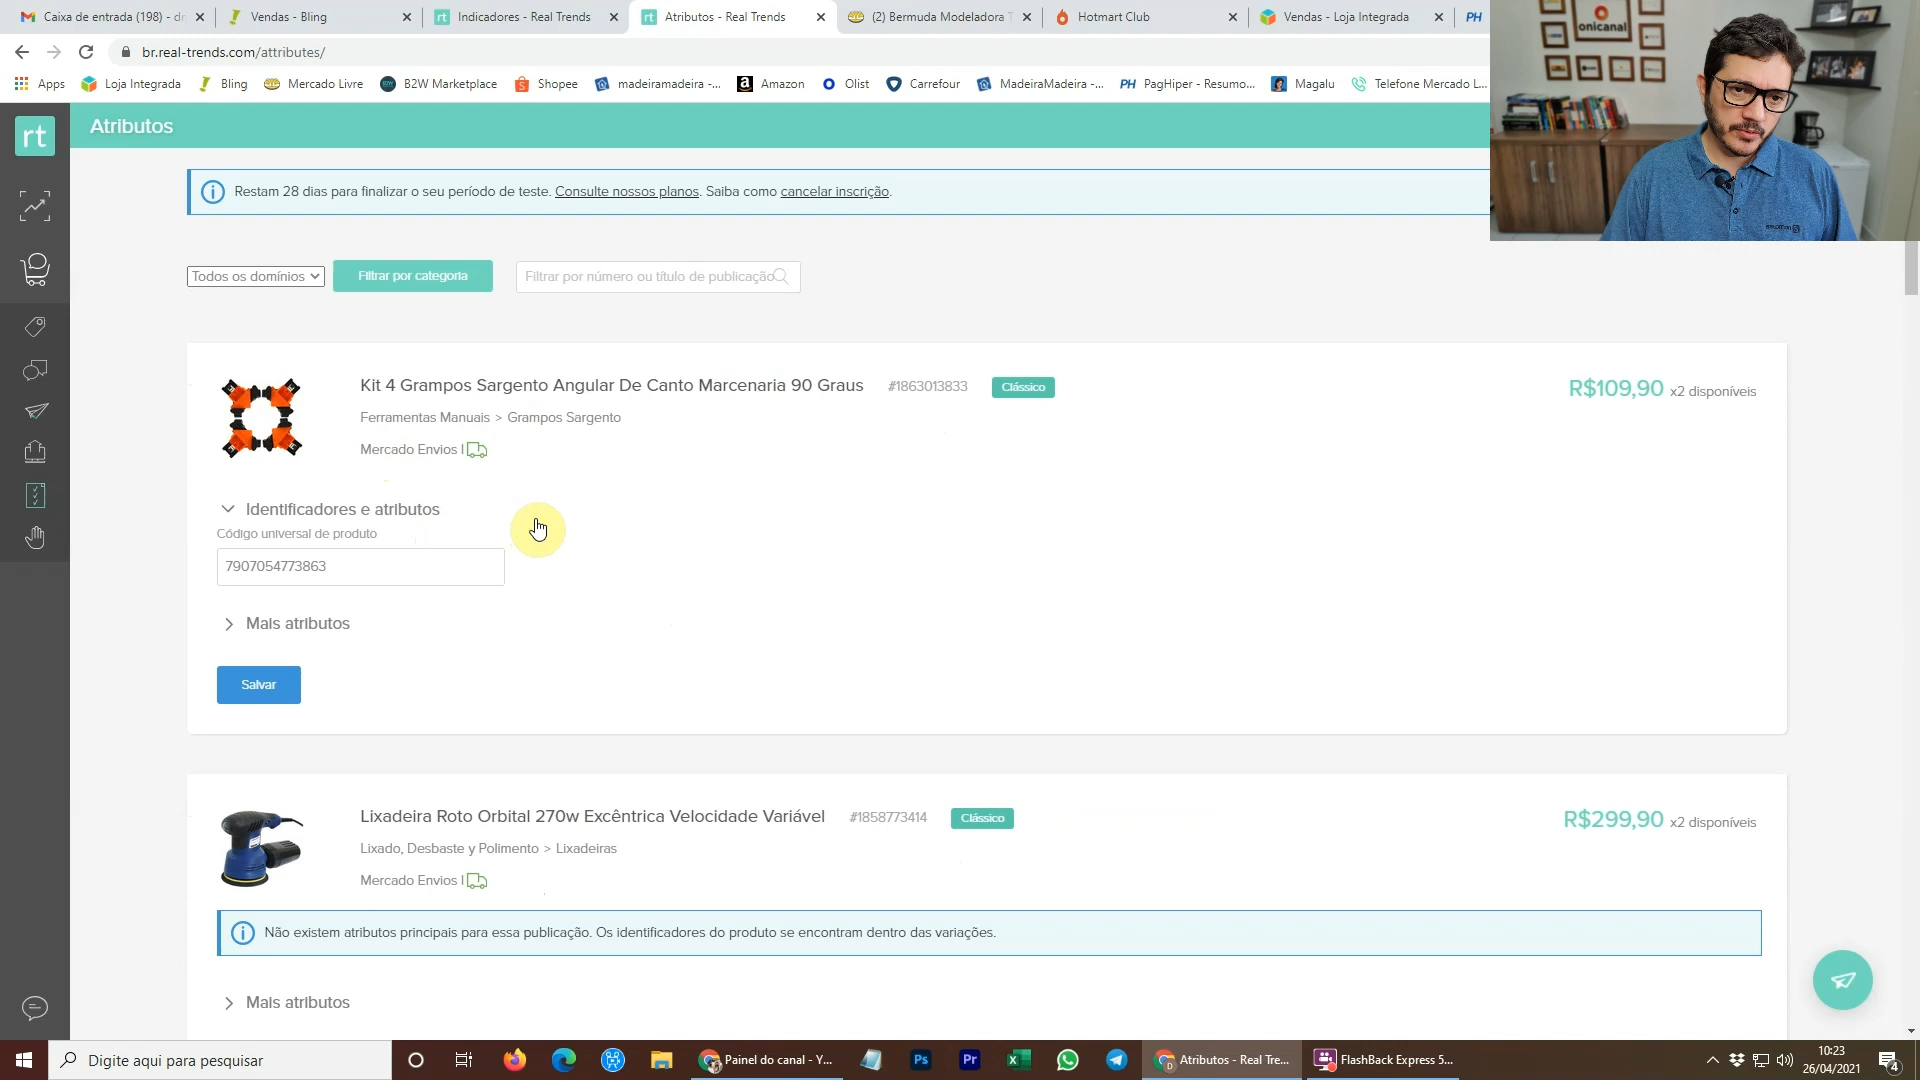 Caixa de entrada (198) - dr
Vendas - Bling
Indicadores - Real Trends
Atributos - Real Trends
(2) Bermuda Modeladora T
Hotmart Club
Vendas - Loja Integrada
PH
br.real-trends.com/attributes/
Apps
Loja Integrada
Bling
Mercado Livre
B2W Marketplace
Shopee
madeiramadeira -...
Amazon
Olist
Carrefour
MadeiraMadeira -...
PH PagHiper - Resumo...
Magalu
Telefone Mercado L...
onicanal
rt
Atributos
Restam 28 dias para finalizar o seu período de teste. Consulte nossos planos. Saiba como cancelar inscrição.
Todos os domínios
Filtrar por categoria
Filtrar por número ou título de publicação
Kit 4 Grampos Sargento Angular De Canto Marcenaria 90 Graus #1863013833 Clássico
R$109,90 x2 disponíveis
Ferramentas Manuais > Grampos Sargento
Mercado Envios |
Identificadores e atributos
Código universal de produto
7907054773863
Mais atributos
Salvar
Lixadeira Roto Orbital 270w Excêntrica Velocidade Variável #1858773414 Clássico
R$299,90 x2 disponíveis
Lixado, Desbaste y Polimento > Lixadeiras
Mercado Envios |
Não existem atributos principais para essa publicação. Os identificadores do produto se encontram dentro das variações.
Mais atributos
Digite aqui para pesquisar
Painel do canal - Y...
Ps
Pr
Atributos - Real Tre...
FlashBack Express 5...
10:23
26/04/2021
4